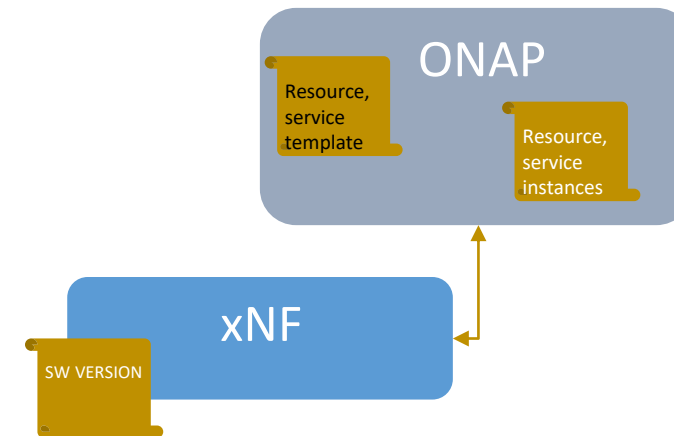 ONAP
Resource,
service
template
Resource,
service
instances
xNF
SW VERSION